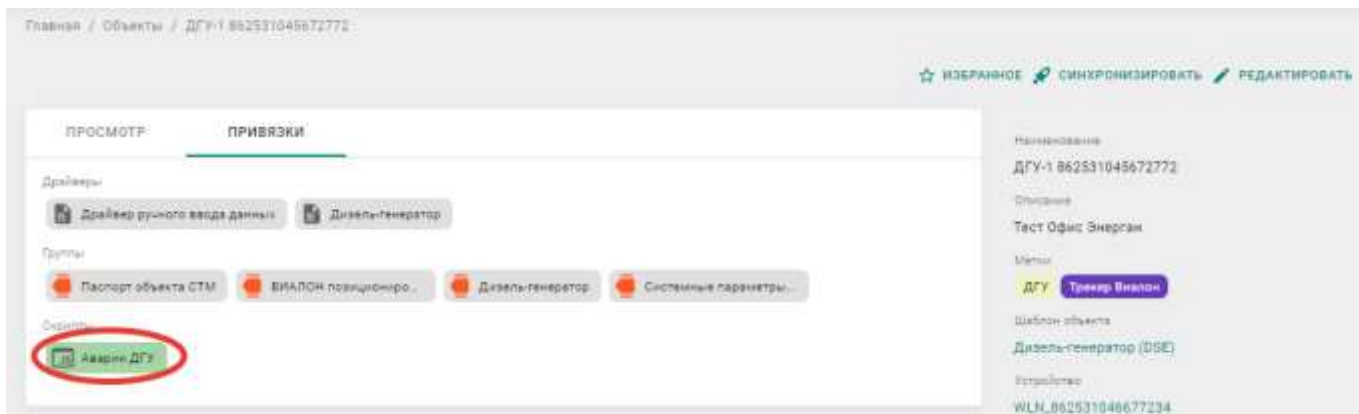 Главная / Объекты / ДГУ-1 862531045672772
ИЗБРАННОЕ СИНХРОНИЗИРОВАТЬ РЕДАКТИРОВАТЬ
ПРОСМОТР ПРИВЯЗКИ
Драйверы
Драйвер ручного ввода данных Дизель-генератор
Группы
Паспорт объекта СТМ ВИАЛОН позициониро... Дизель-генератор Системные параметры...
Скрипты
Аварии ДГУ
Наименование
ДГУ-1 862531045672772
Описание
Тест Офис Энерган
Метки
ДГУ Трекер Виалон
Шаблон объекта
Дизель-генератор (DSE)
Устройство
WLN_862531046677234